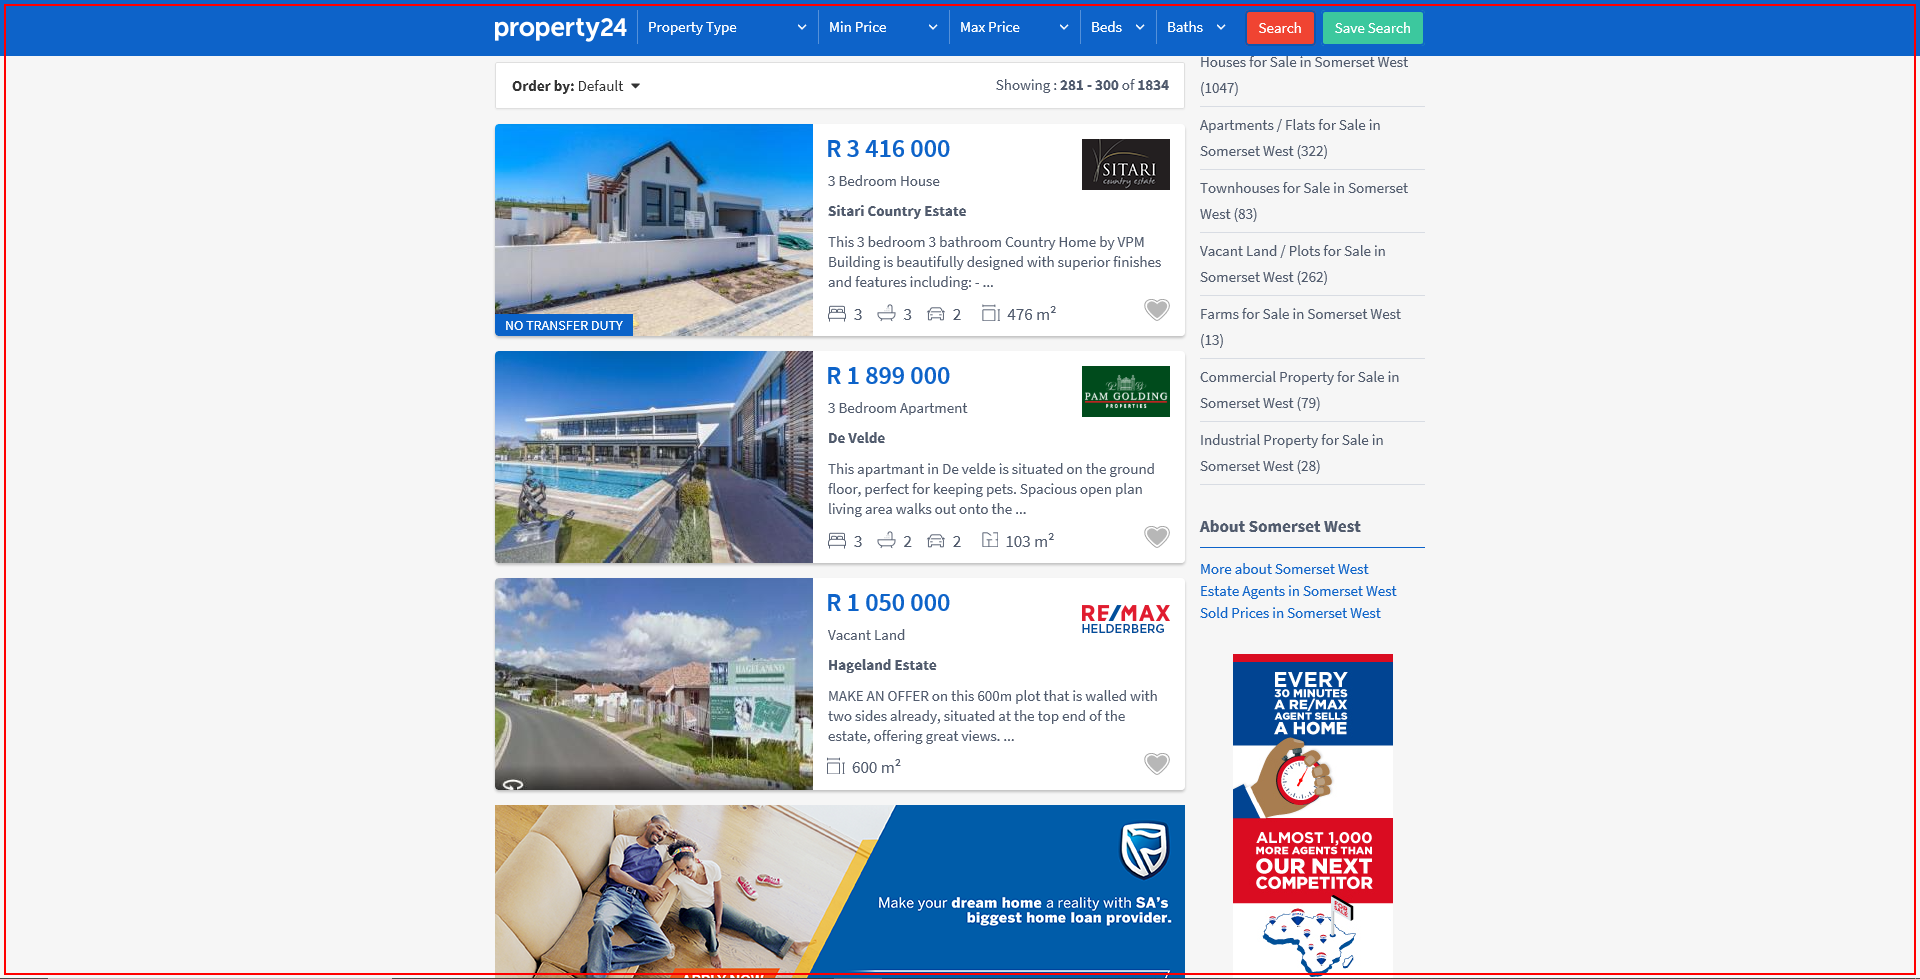 property24
Property Type
Min Price
Max Price
Beds
Baths
Search
Save Search
Order by: Default
Showing : 281 - 300 of 1834
R 3 416 000
3 Bedroom House
Sitari Country Estate
This 3 bedroom 3 bathroom Country Home by VPM
Building is beautifully designed with superior finishes
and features including: - ...
3 3 2 476 m²
SITARI
country estate
NO TRANSFER DUTY
R 1 899 000
3 Bedroom Apartment
De Velde
This apartmant in De velde is situated on the ground
floor, perfect for keeping pets. Spacious open plan
living area walks out onto the ...
3 2 2 103 m²
PAM GOLDING
PROPERTIES
R 1 050 000
Vacant Land
Hageland Estate
MAKE AN OFFER on this 600m plot that is walled with
two sides already, situated at the top end of the
estate, offering great views. ...
600 m²
RE/MAX
HELDERBERG
HAGELAND
Make your dream home a reality with SA's
biggest home loan provider.
APPLY NOW
Houses for Sale in Somerset West
(1047)
Apartments / Flats for Sale in
Somerset West (322)
Townhouses for Sale in Somerset
West (83)
Vacant Land / Plots for Sale in
Somerset West (262)
Farms for Sale in Somerset West
(13)
Commercial Property for Sale in
Somerset West (79)
Industrial Property for Sale in
Somerset West (28)
About Somerset West
More about Somerset West
Estate Agents in Somerset West
Sold Prices in Somerset West
EVERY
30 MINUTES
A RE/MAX
AGENT SELLS
A HOME
ALMOST 1,000
MORE AGENTS THAN
OUR NEXT
COMPETITOR